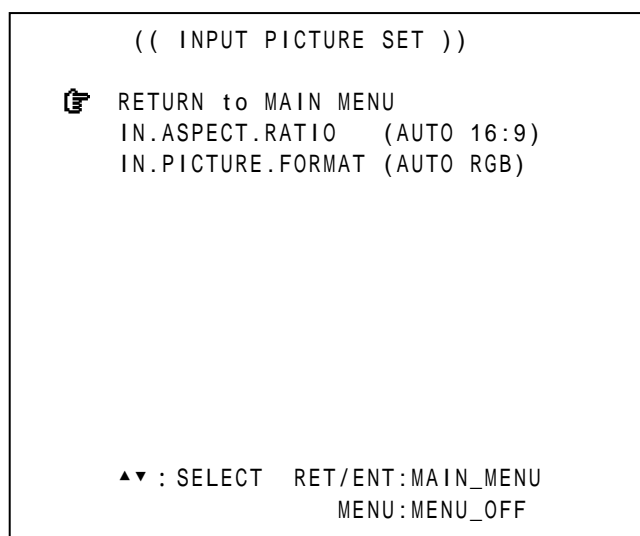 (( INPUT PICTURE SET ))
☞ RETURN to MAIN MENU
IN.ASPECT.RATIO (AUTO 16:9)
IN.PICTURE.FORMAT (AUTO RGB)
▲▼:SELECT RET/ENT:MAIN_MENU
MENU:MENU_OFF